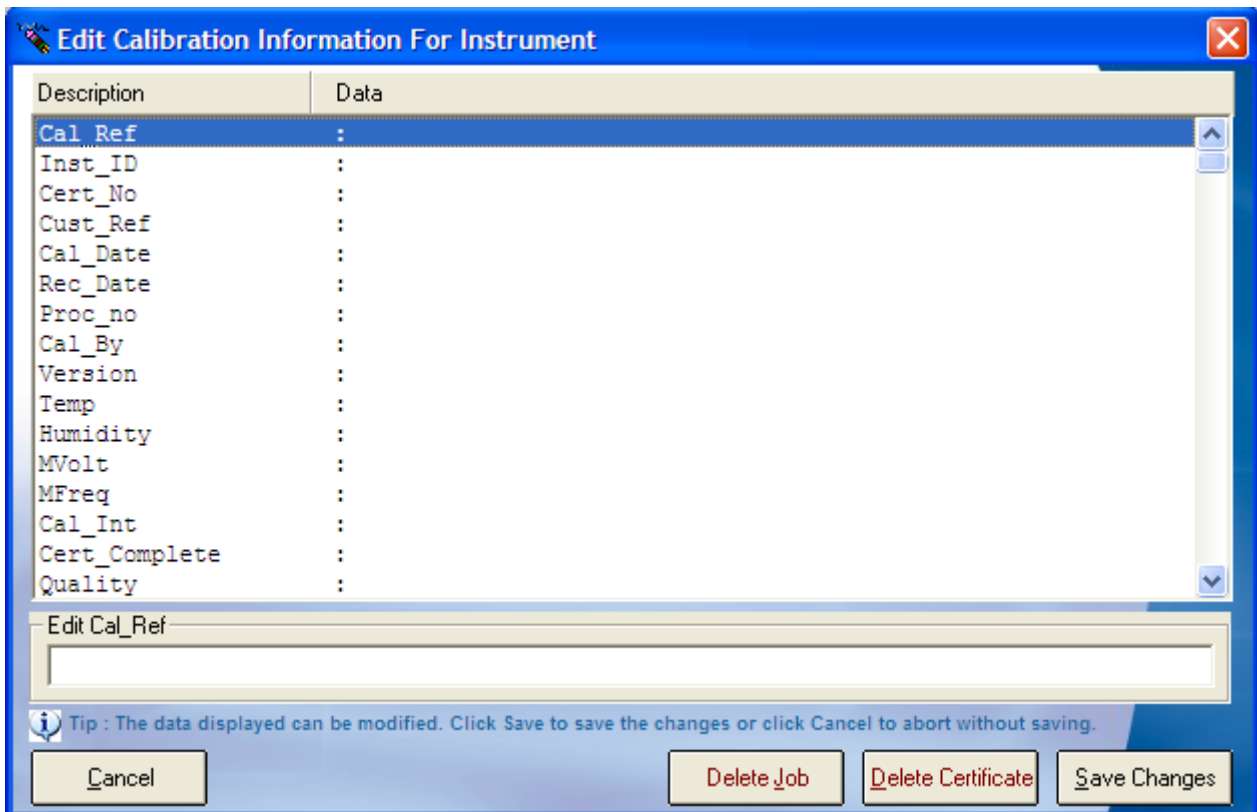 Edit Calibration Information For Instrument
Description Data
Cal_Ref :
Inst_ID :
Cert_No :
Cust_Ref :
Cal_Date :
Rec_Date :
Proc_no :
Cal_By :
Version :
Temp :
Humidity :
MVolt :
MFreq :
Cal_Int :
Cert_Complete :
Quality :
Edit Cal_Ref
Tip : The data displayed can be modified. Click Save to save the changes or click Cancel to abort without saving.
Cancel Delete Job Delete Certificate Save Changes